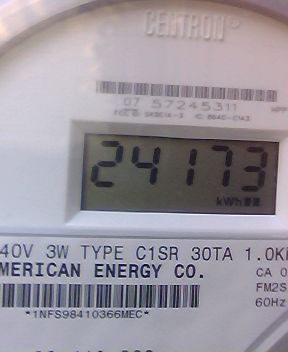 CENTRON®
07 57245311
24173
kWh
40V 3W TYPE C1SR 30TA 1.0K
MERICAN ENERGY CO.
CA 0
FM2S
60Hz
*1NFS98410366MEC*